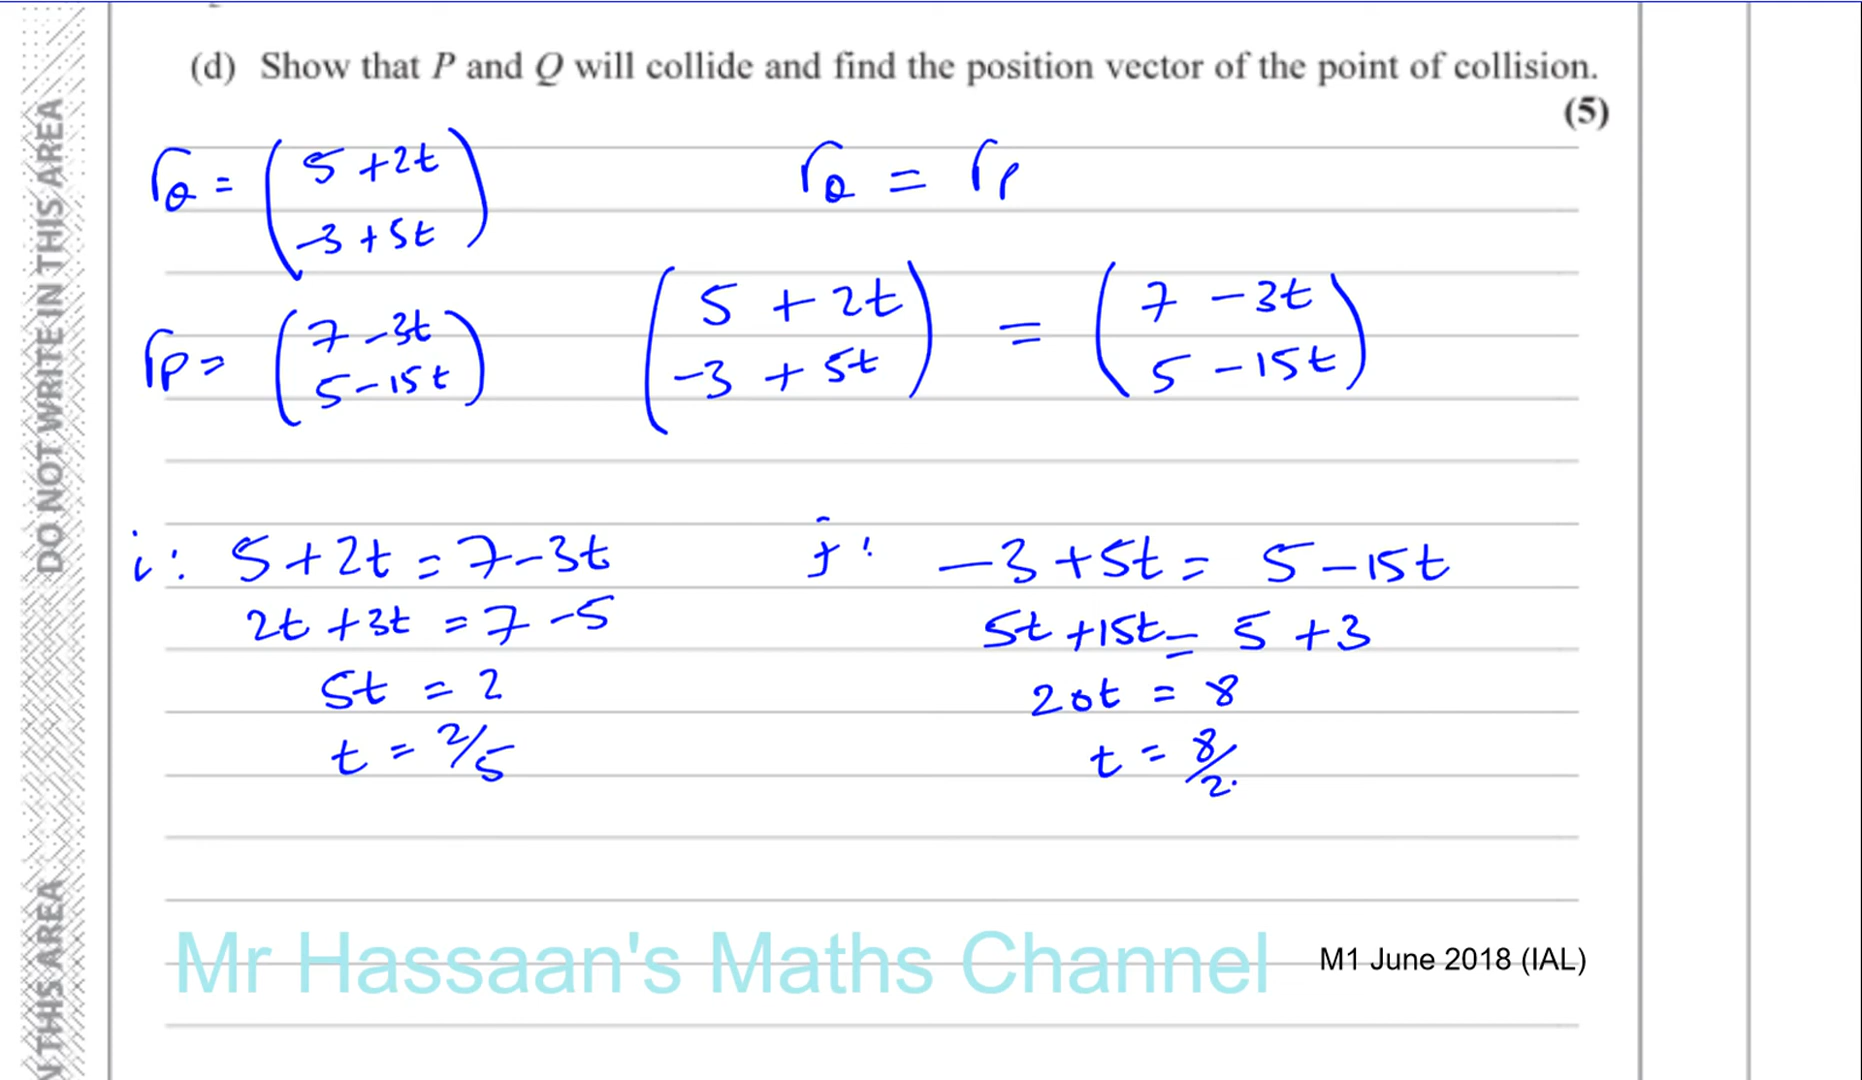 (d) Show that P and Q will collide and find the position vector of the point of collision.
(5)
r_Q = (5 + 2t
-3 + 5t)
r_Q = r_P
r_P = (7 - 3t
5 - 15t)
(5 + 2t
-3 + 5t) = (7 - 3t
5 - 15t)
i: 5 + 2t = 7 - 3t
2t + 3t = 7 - 5
5t = 2
t = 2/5
j: -3 + 5t = 5 - 15t
5t + 15t = 5 + 3
20t = 8
t = 8/2
Mr Hassaan's Maths Channel
M1 June 2018 (IAL)
DO NOT WRITE IN THIS AREA
N THIS AREA